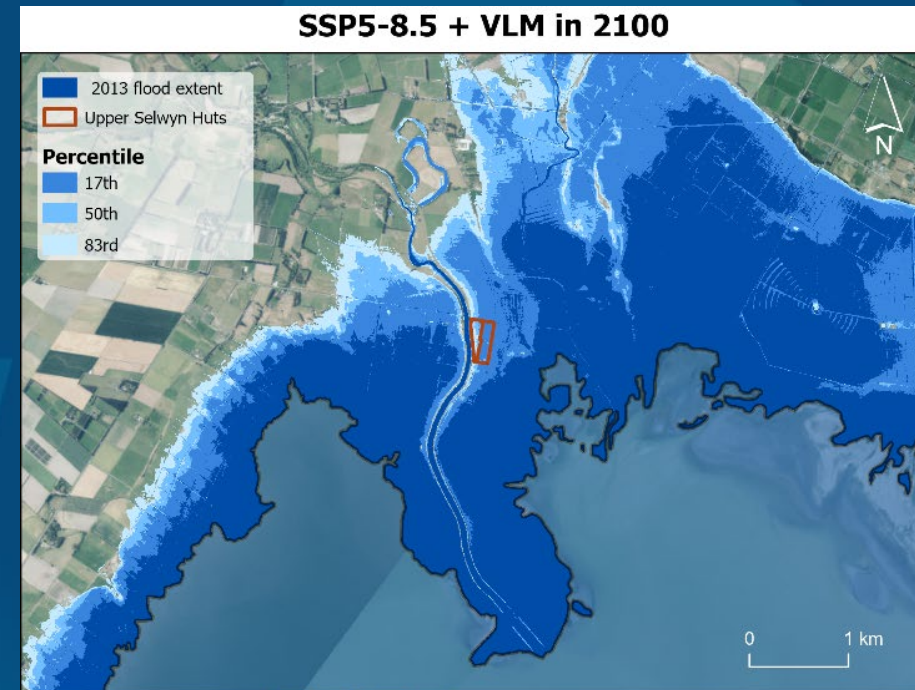 SSP5-8.5 + VLM in 2100
2013 flood extent
Upper Selwyn Huts
Percentile
17th
50th
83rd
N
0 1 km